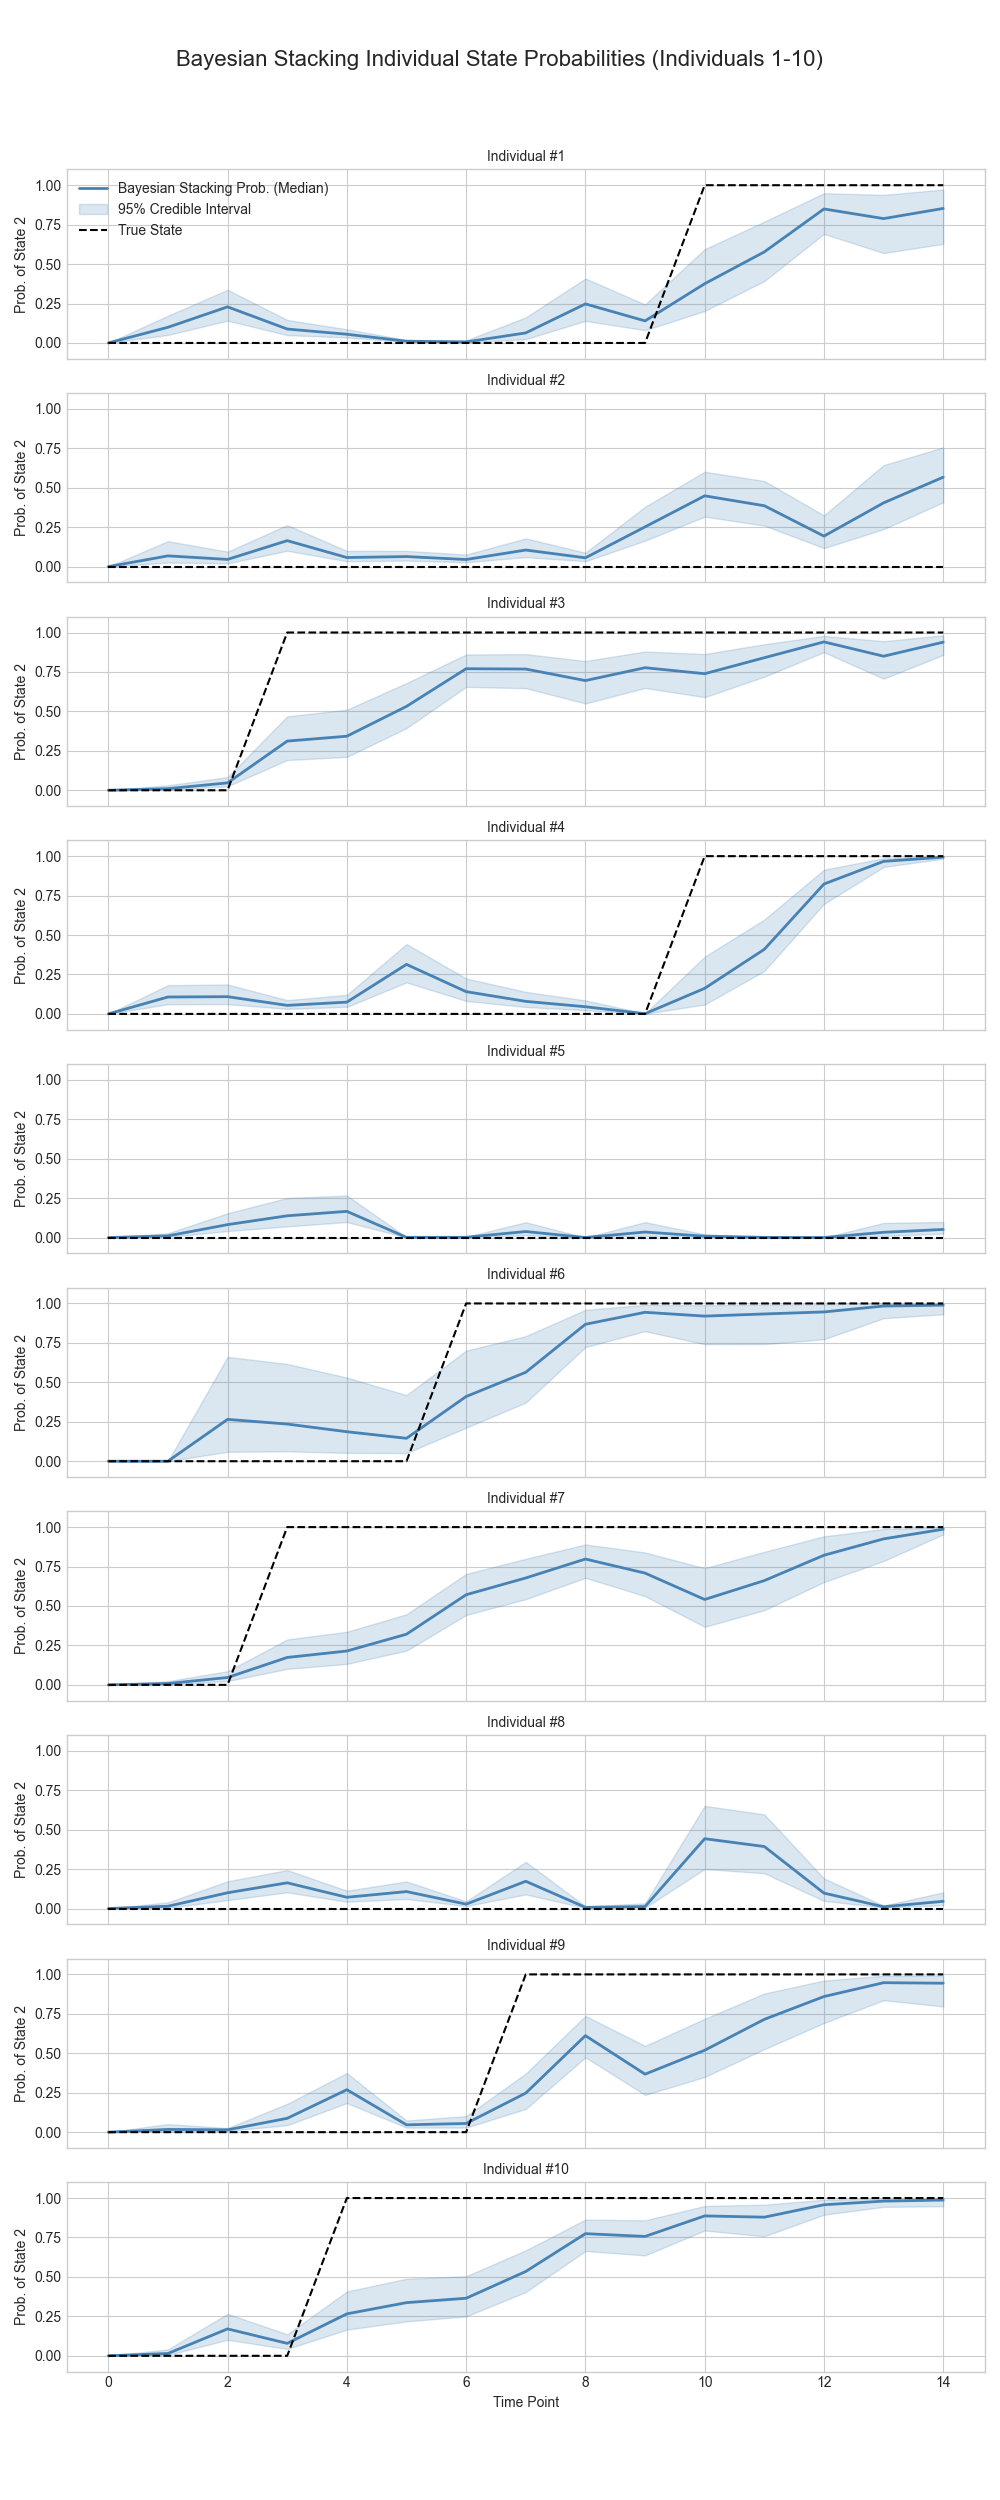 Bayesian Stacking Individual State Probabilities (Individuals 1-10)
Individual #1
Bayesian Stacking Prob. (Median)
95% Credible Interval
True State
1.00
0.75
0.50
0.25
0.00
Prob. of State 2
Individual #2
1.00
0.75
0.50
0.25
0.00
Prob. of State 2
Individual #3
1.00
0.75
0.50
0.25
0.00
Prob. of State 2
Individual #4
1.00
0.75
0.50
0.25
0.00
Prob. of State 2
Individual #5
1.00
0.75
0.50
0.25
0.00
Prob. of State 2
Individual #6
1.00
0.75
0.50
0.25
0.00
Prob. of State 2
Individual #7
1.00
0.75
0.50
0.25
0.00
Prob. of State 2
Individual #8
1.00
0.75
0.50
0.25
0.00
Prob. of State 2
Individual #9
1.00
0.75
0.50
0.25
0.00
Prob. of State 2
Individual #10
1.00
0.75
0.50
0.25
0.00
Prob. of State 2
0 2 4 6 8 10 12 14
Time Point